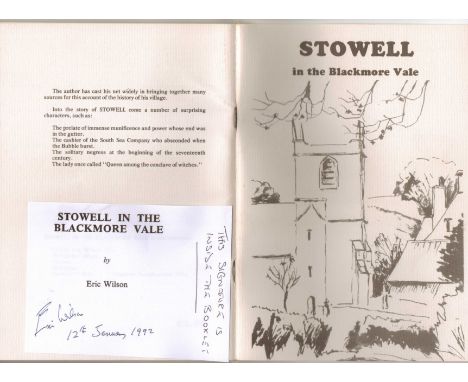 The author has cast his net widely in bringing together many
sources for this account of the history of his village.
Into the story of STOWELL come a number of surprising
characters, such as:
The prelate of immense munificence and power whose end was
in the gutter.
The cashier of the South Sea Company who absconded when
the Bubble burst.
The solitary negress at the beginning of the seventeenth
century.
The lady once called "Queen among the conclave of witches."
STOWELL IN THE
BLACKMORE VALE
by
Eric Wilson
Eric Wilson
12th January 1992
THIS SIGNATURE IS
INSIDE THE BOOKLET
STOWELL
in the Blackmore Vale